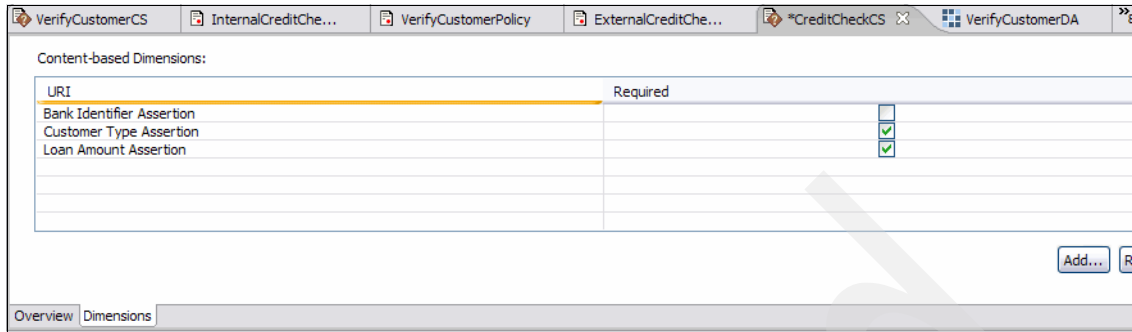 VerifyCustomerCS InternalCreditChe... VerifyCustomerPolicy ExternalCreditChe... *CreditCheckCS VerifyCustomerDA
Content-based Dimensions:
URI Required
Bank Identifier Assertion
Customer Type Assertion
Loan Amount Assertion
Add... R
Overview Dimensions